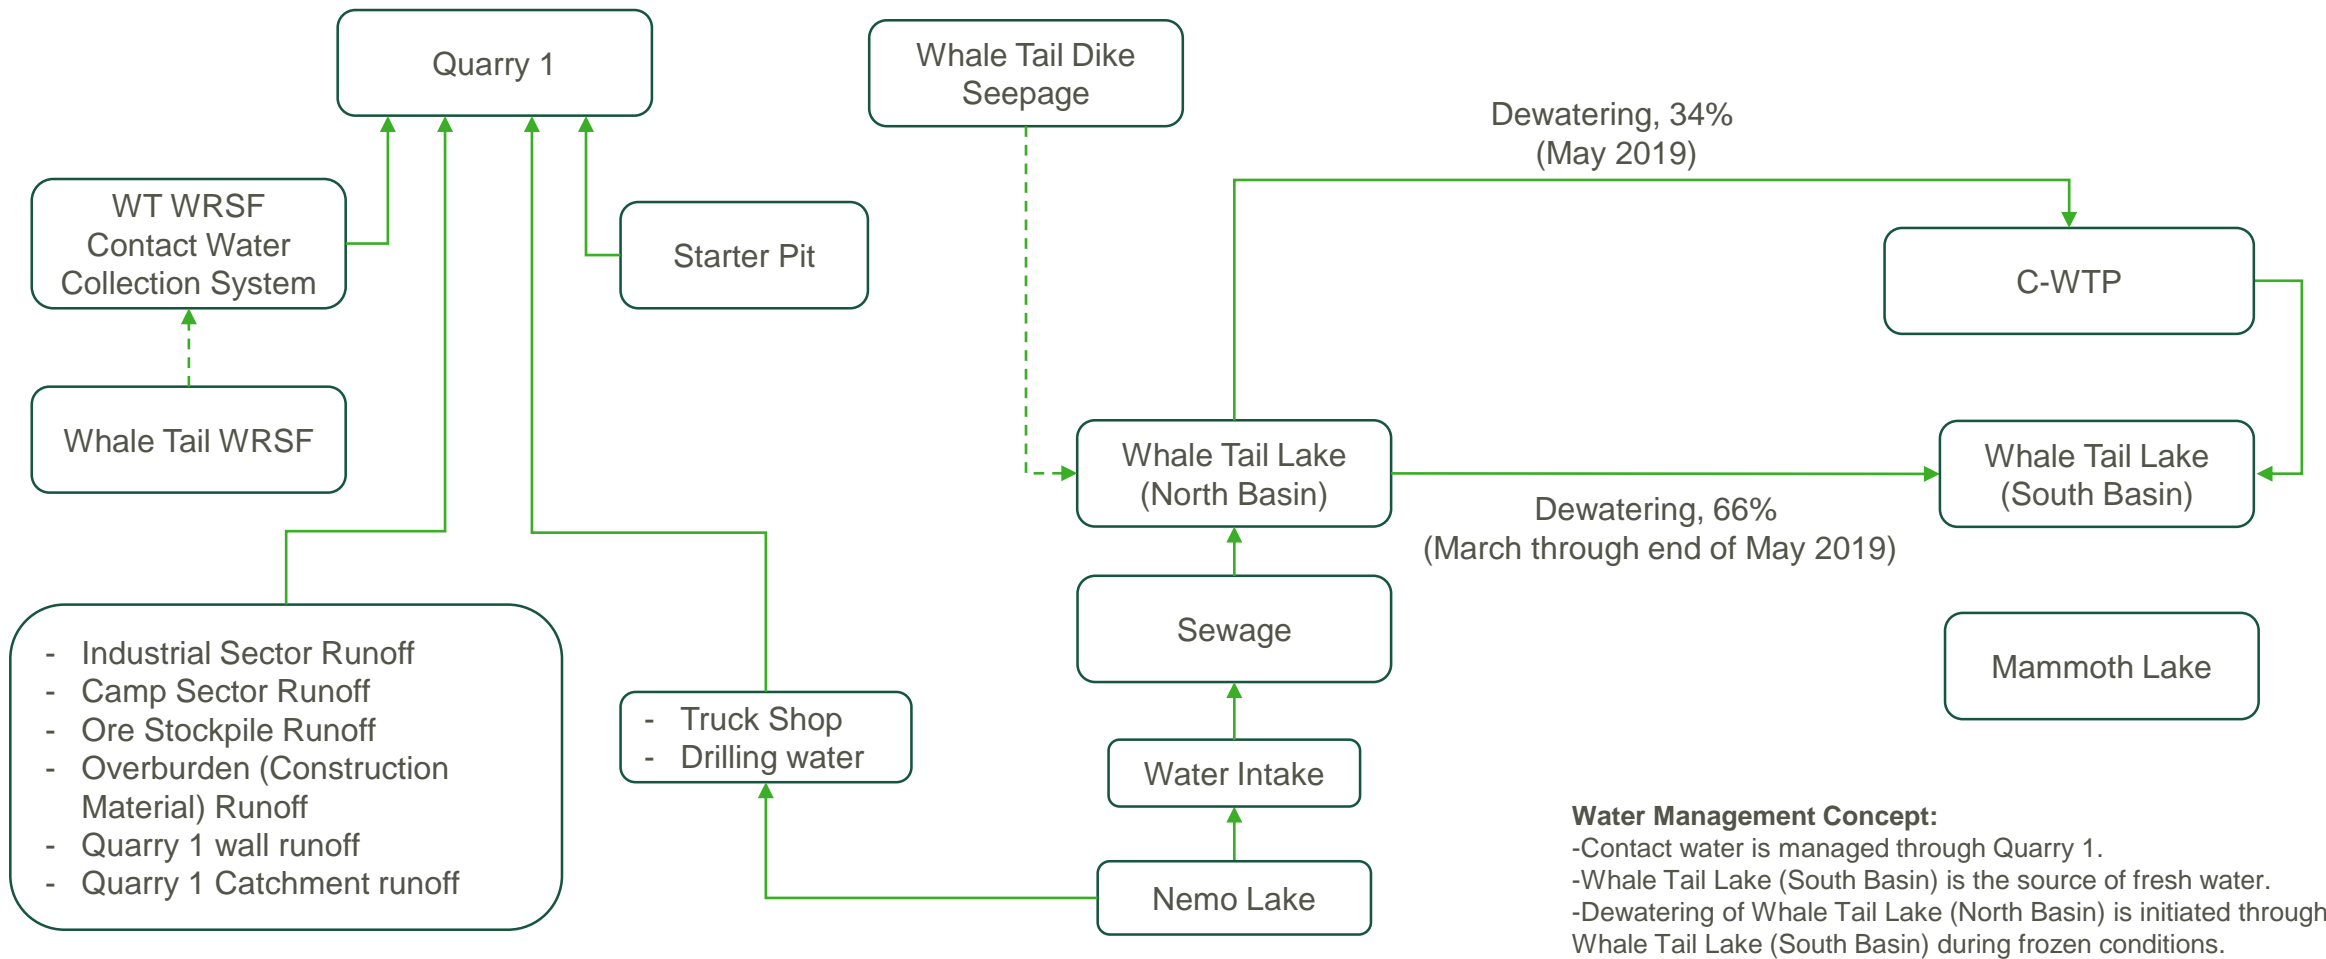 Quarry 1
Whale Tail Dike
Seepage
Dewatering, 34%
(May 2019)
WT WRSF
Contact Water
Collection System
Starter Pit
C-WTP
Whale Tail WRSF
Whale Tail Lake
(North Basin)
Whale Tail Lake
(South Basin)
Dewatering, 66%
(March through end of May 2019)
Sewage
- Industrial Sector Runoff
- Camp Sector Runoff
- Ore Stockpile Runoff
- Overburden (Construction
Material) Runoff
- Quarry 1 wall runoff
- Quarry 1 Catchment runoff
- Truck Shop
- Drilling water
Water Intake
Nemo Lake
Mammoth Lake
Water Management Concept:
-Contact water is managed through Quarry 1.
-Whale Tail Lake (South Basin) is the source of fresh water.
-Dewatering of Whale Tail Lake (North Basin) is initiated through
Whale Tail Lake (South Basin) during frozen conditions.